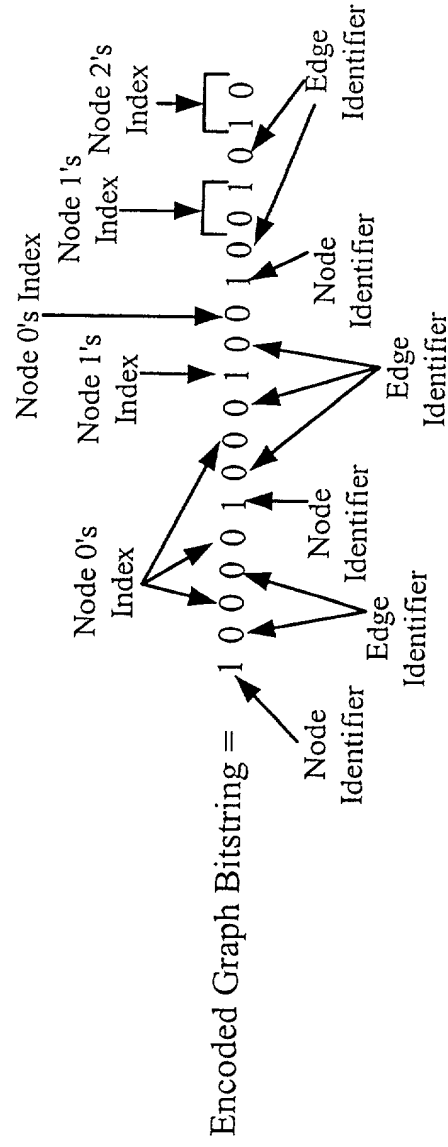 Node 0's Index
Node 0's
Index
Node 1's
Index
Node 1's
Index
Node 2's
Index
Encoded Graph Bitstring = 1 0 0 0 0 1 0 0 0 1 0 0 1 0 0 1 0 1 0
Node
Identifier
Edge
Identifier
Node
Identifier
Edge
Identifier
Node
Identifier
Edge
Identifier